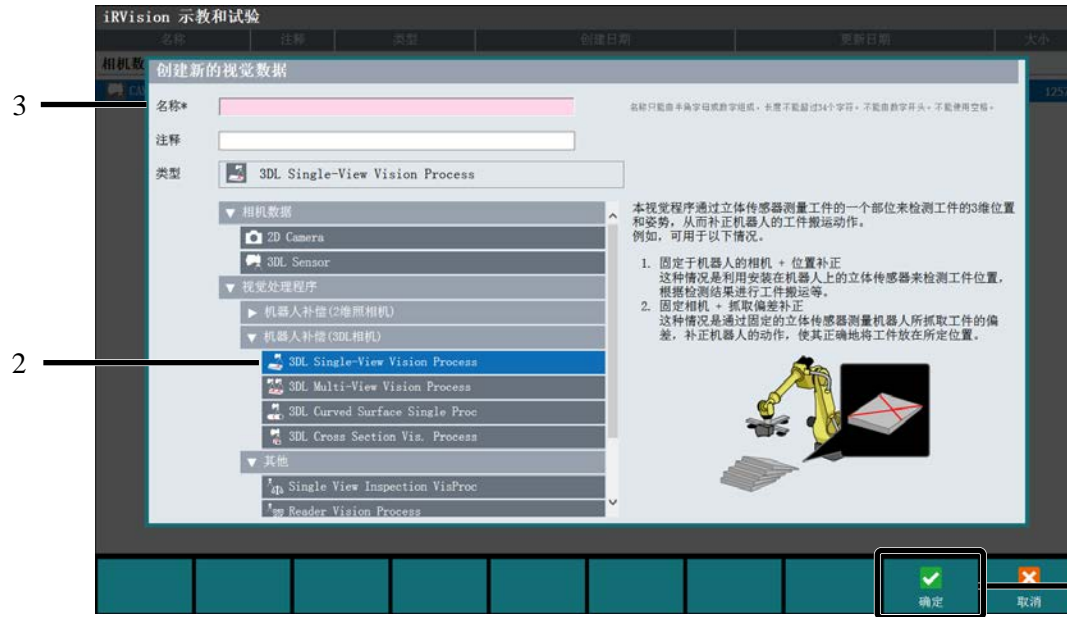 iRVision 示教和试验
名称 注释 类型 创建日期 更新日期 大小
相机数
创建新的视觉数据
3
名称*
名称只能由半角字母或数字组成，长度不能超过34个字符。不能由数字开头。不能使用空格。
注释
类型 3DL Single-View Vision Process
▼ 相机数据
2D Camera
3DL Sensor
▼ 视觉处理程序
▶ 机器人补偿(2维照相机)
▼ 机器人补偿(3DL相机)
2
3DL Single-View Vision Process
3DL Multi-View Vision Process
3DL Curved Surface Single Proc
3DL Cross Section Vis. Process
▼ 其他
Single View Inspection VisProc
Reader Vision Process
本视觉程序通过立体传感器测量工件的一个部位来检测工件的3维位置
和姿势，从而补正机器人的工件搬运动作。
例如，可用于以下情况。
1. 固定于机器人的相机 + 位置补正
这种情况是利用安装在机器人上的立体传感器来检测工件位置，
根据检测结果进行工件搬运等。
2. 固定相机 + 抓取偏差补正
这种情况是通过固定的立体传感器测量机器人所抓取工件的偏
差，补正机器人的动作，使其正确地将工件放在所定位置。
确定 取消